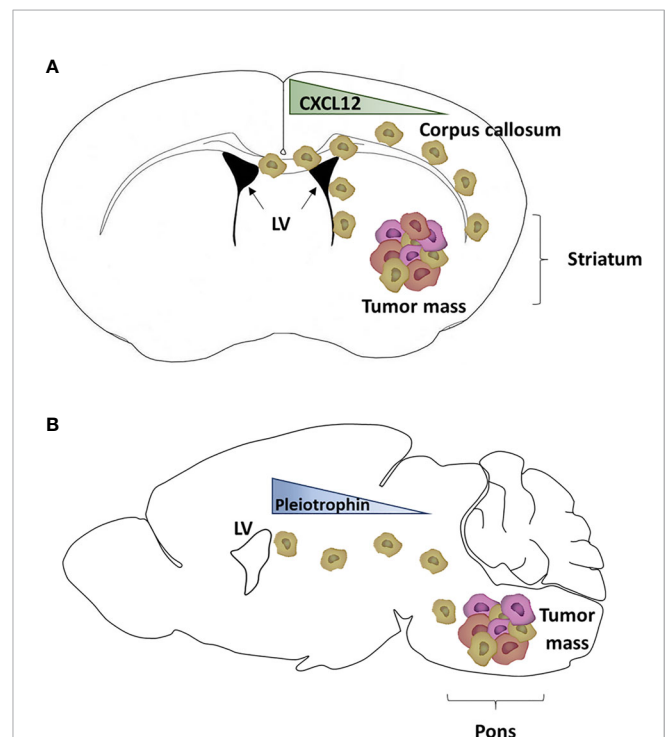 A
CXCL12
Corpus callosum
LV
Striatum
Tumor mass
B
Pleiotrophin
LV
Tumor
mass
Pons